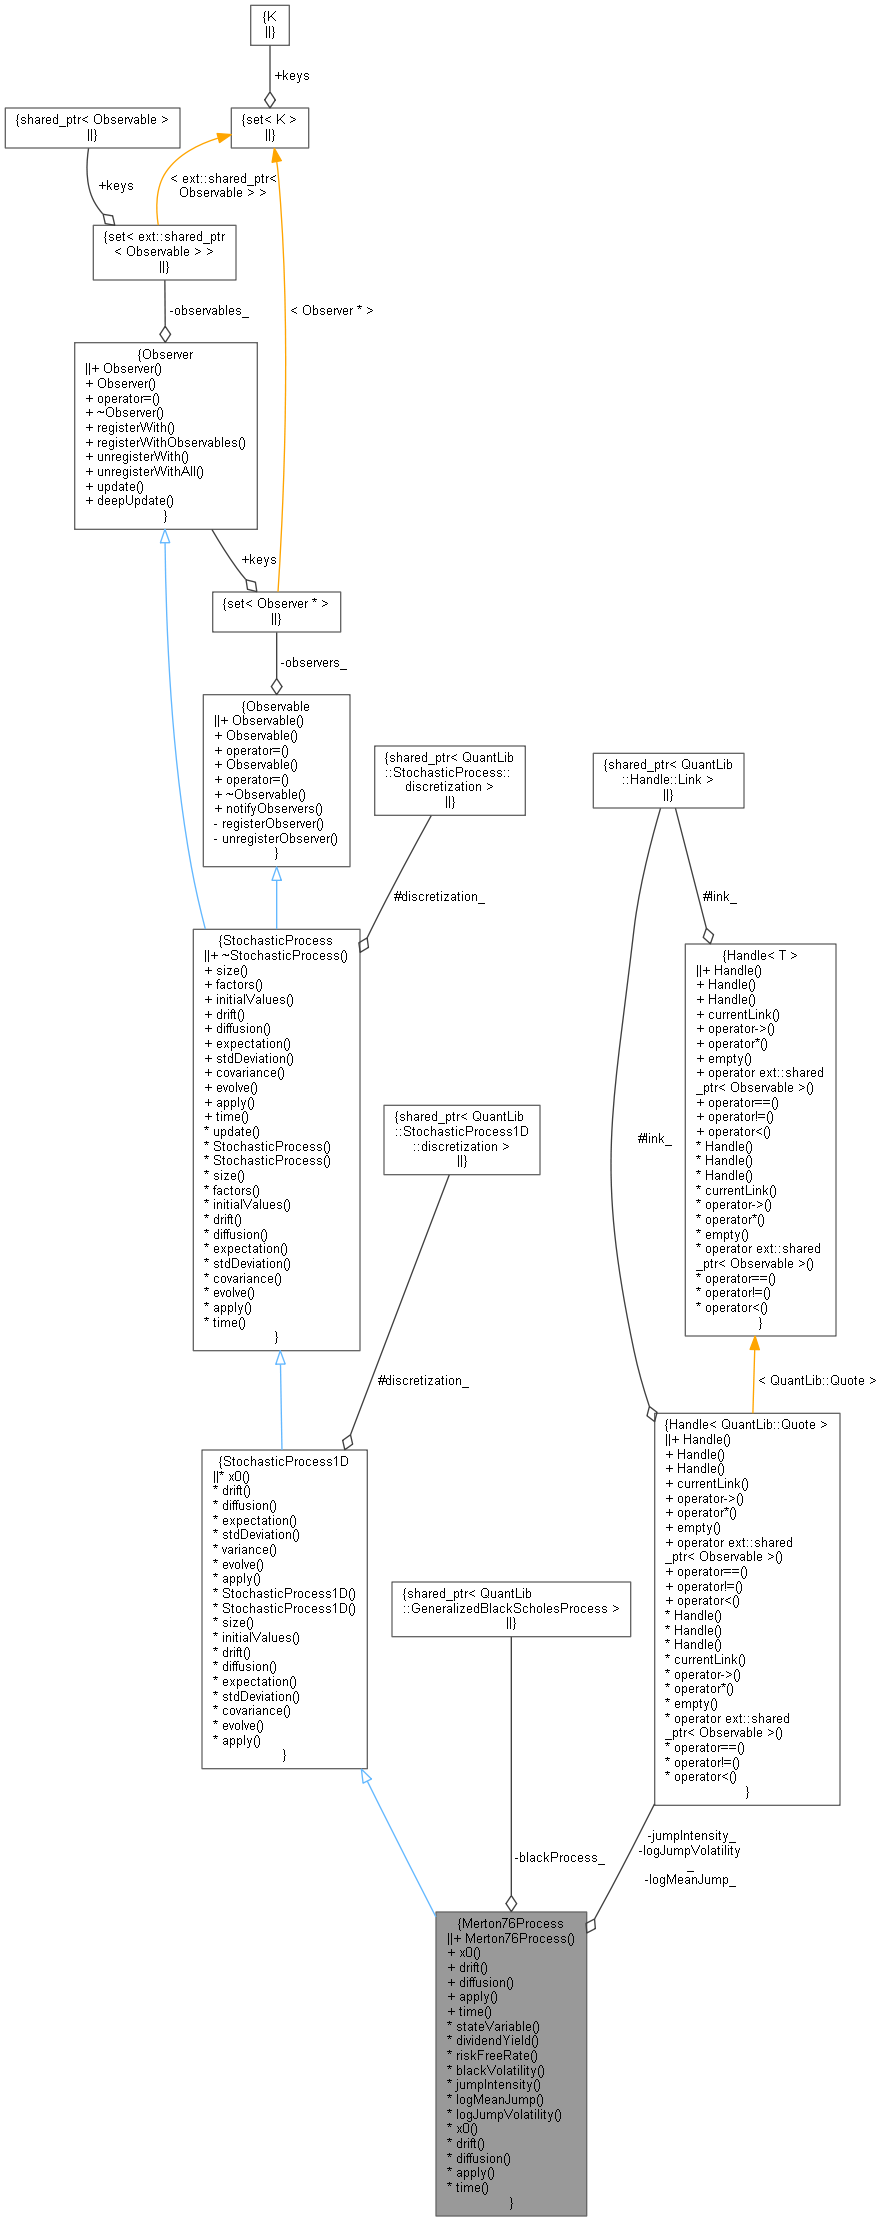 {K
||}
+keys
{shared_ptr< Observable >
||}
{set< K >
||}
+keys
< ext::shared_ptr<
Observable > >
{set< ext::shared_ptr
< Observable > >
||}
-observables_
< Observer * >
{Observer
||+ Observer()
+ Observer()
+ operator=()
+ ~Observer()
+ registerWith()
+ registerWithObservables()
+ unregisterWith()
+ unregisterWithAll()
+ update()
+ deepUpdate()
}
+keys
{set< Observer * >
||}
-observers_
{Observable
||+ Observable()
+ Observable()
+ operator=()
+ Observable()
+ operator=()
+ ~Observable()
+ notifyObservers()
- registerObserver()
- unregisterObserver()
}
{shared_ptr< QuantLib
::StochasticProcess::
discretization >
||}
{shared_ptr< QuantLib
::Handle::Link >
||}
#discretization_
#link_
{StochasticProcess
||+ ~StochasticProcess()
+ size()
+ factors()
+ initialValues()
+ drift()
+ diffusion()
+ expectation()
+ stdDeviation()
+ covariance()
+ evolve()
+ apply()
+ time()
* update()
* StochasticProcess()
* StochasticProcess()
* size()
* factors()
* initialValues()
* drift()
* diffusion()
* expectation()
* stdDeviation()
* covariance()
* evolve()
* apply()
* time()
}
{Handle< T >
||+ Handle()
+ Handle()
+ Handle()
+ currentLink()
+ operator->()
+ operator*()
+ empty()
+ operator ext::shared
_ptr< Observable >()
+ operator==()
+ operator!=()
+ operator<()
* Handle()
* Handle()
* Handle()
* currentLink()
* operator->()
* operator*()
* empty()
* operator ext::shared
_ptr< Observable >()
* operator==()
* operator!=()
* operator<()
}
{shared_ptr< QuantLib
::StochasticProcess1D
::discretization >
||}
#link_
#discretization_
< QuantLib::Quote >
{StochasticProcess1D
||* x0()
* drift()
* diffusion()
* expectation()
* stdDeviation()
* variance()
* evolve()
* apply()
* StochasticProcess1D()
* StochasticProcess1D()
* size()
* initialValues()
* drift()
* diffusion()
* expectation()
* stdDeviation()
* covariance()
* evolve()
* apply()
}
{Handle< QuantLib::Quote >
||+ Handle()
+ Handle()
+ Handle()
+ currentLink()
+ operator->()
+ operator*()
+ empty()
+ operator ext::shared
_ptr< Observable >()
+ operator==()
+ operator!=()
+ operator<()
* Handle()
* Handle()
* Handle()
* currentLink()
* operator->()
* operator*()
* empty()
* operator ext::shared
_ptr< Observable >()
* operator==()
* operator!=()
* operator<()
}
{shared_ptr< QuantLib
::GeneralizedBlackScholesProcess >
||}
-blackProcess_
-jumpIntensity_
-logJumpVolatility
_
-logMeanJump_
{Merton76Process
||+ Merton76Process()
+ x0()
+ drift()
+ diffusion()
+ apply()
+ time()
* stateVariable()
* dividendYield()
* riskFreeRate()
* blackVolatility()
* jumpIntensity()
* logMeanJump()
* logJumpVolatility()
* x0()
* drift()
* diffusion()
* apply()
* time()
}